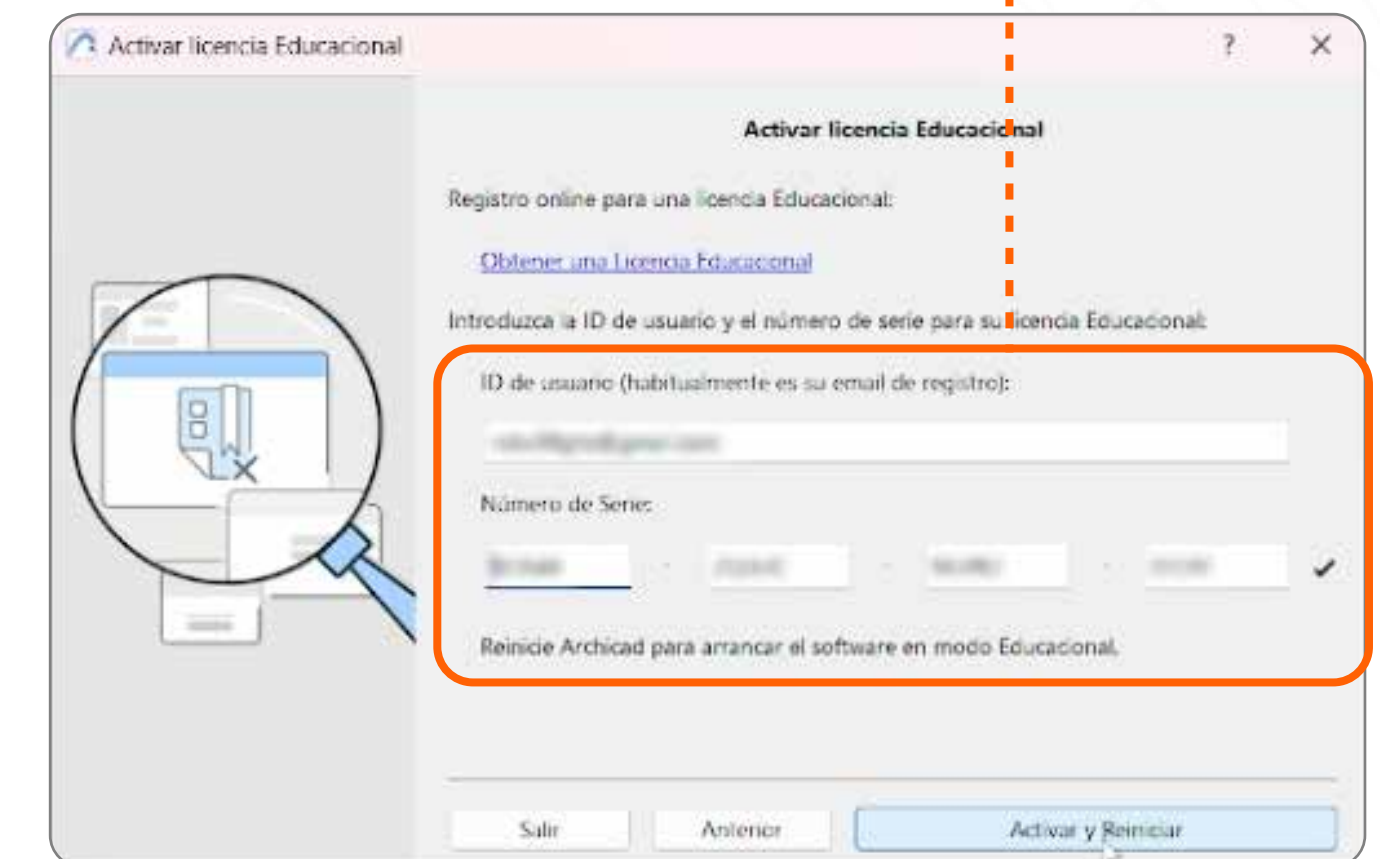 Activar licencia Educacional
?
Activar licencia Educacional
Registro online para una licencia Educacional:
Obtener una Licencia Educacional
Introduzca la ID de usuario y el número de serie para su licencia Educacional:
ID de usuario (habitualmente es su email de registro):
Número de Serie:
- - -
Reinicie Archicad para arrancar el software en modo Educacional.
Salir Anterior Activar y Reiniciar